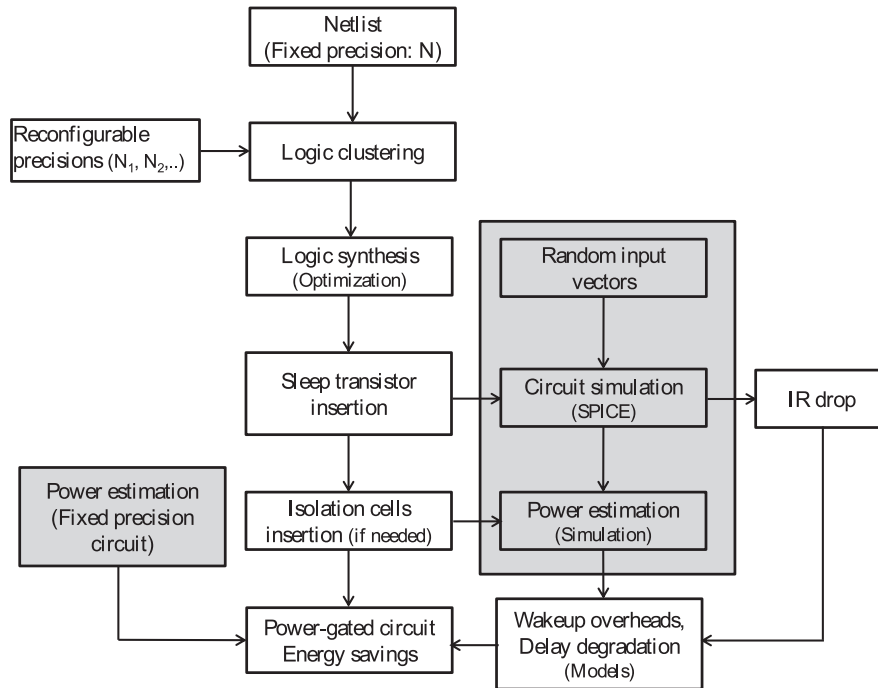 Netlist
(Fixed precision: N)
Reconfigurable
precisions (N₁, N₂,..)
Logic clustering
Logic synthesis
(Optimization)
Random input
vectors
Sleep transistor
insertion
Circuit simulation
(SPICE)
IR drop
Power estimation
(Fixed precision
circuit)
Isolation cells
insertion (if needed)
Power estimation
(Simulation)
Power-gated circuit
Energy savings
Wakeup overheads,
Delay degradation
(Models)